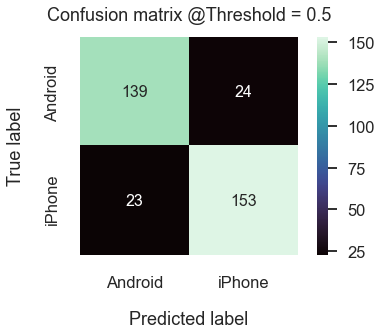 Confusion matrix @Threshold = 0.5
True label
Android
139
24
iPhone
23
153
Android
iPhone
Predicted label
150
125
100
75
50
25